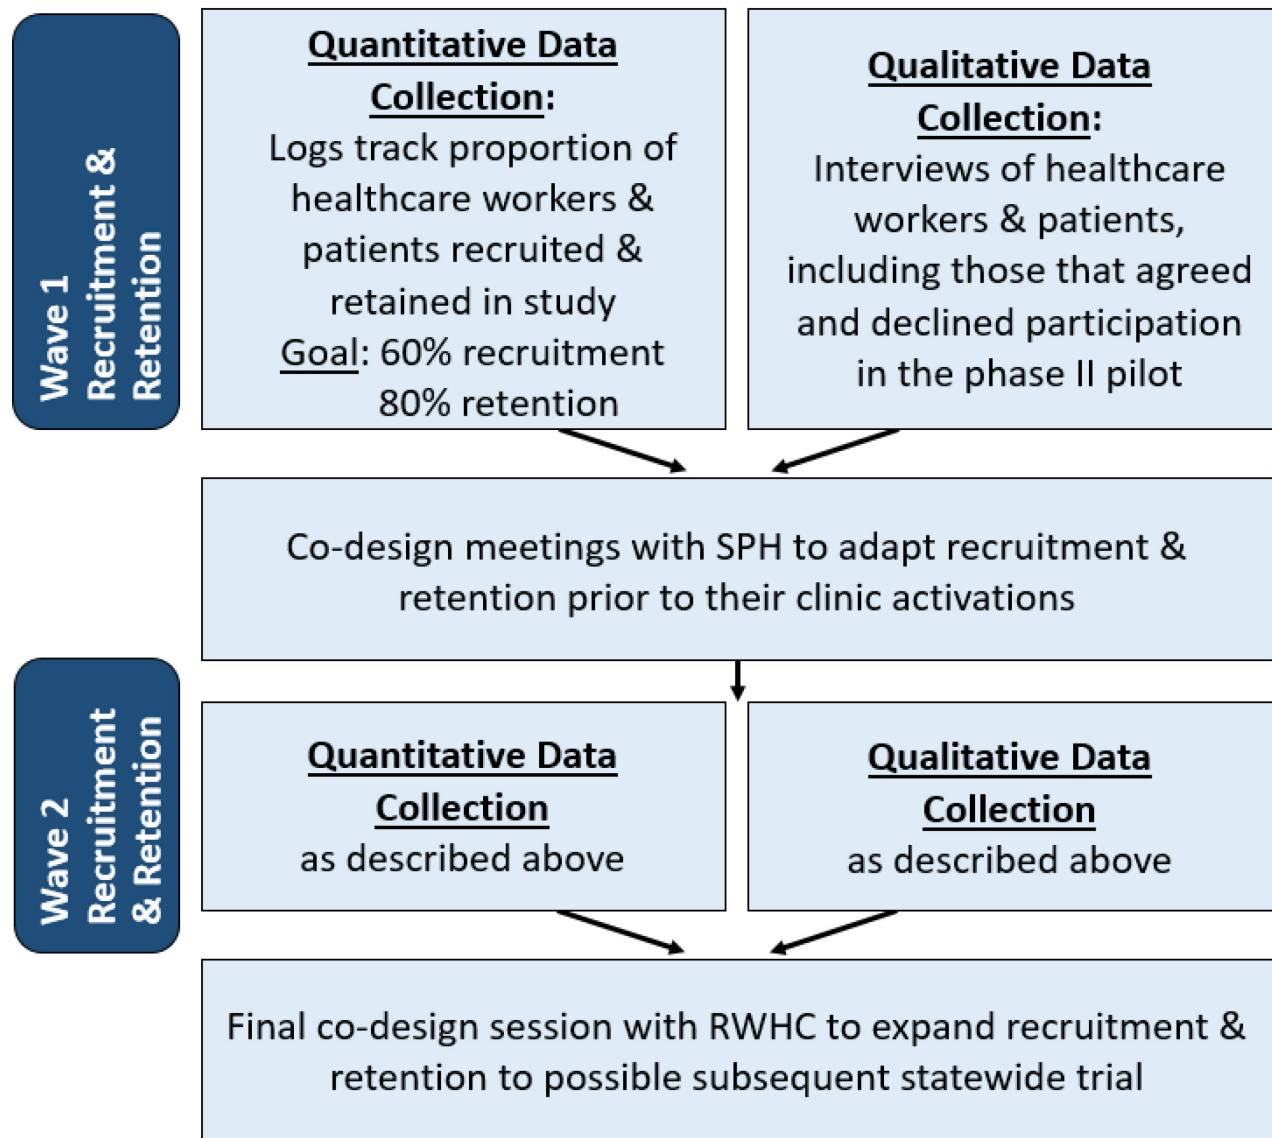 Wave 1
Recruitment &
Retention
Quantitative Data
Collection:
Logs track proportion of
healthcare workers &
patients recruited &
retained in study
Goal: 60% recruitment
80% retention
Qualitative Data
Collection:
Interviews of healthcare
workers & patients,
including those that agreed
and declined participation
in the phase II pilot
Co-design meetings with SPH to adapt recruitment &
retention prior to their clinic activations
Wave 2
Recruitment
& Retention
Quantitative Data
Collection
as described above
Qualitative Data
Collection
as described above
Final co-design session with RWHC to expand recruitment &
retention to possible subsequent statewide trial